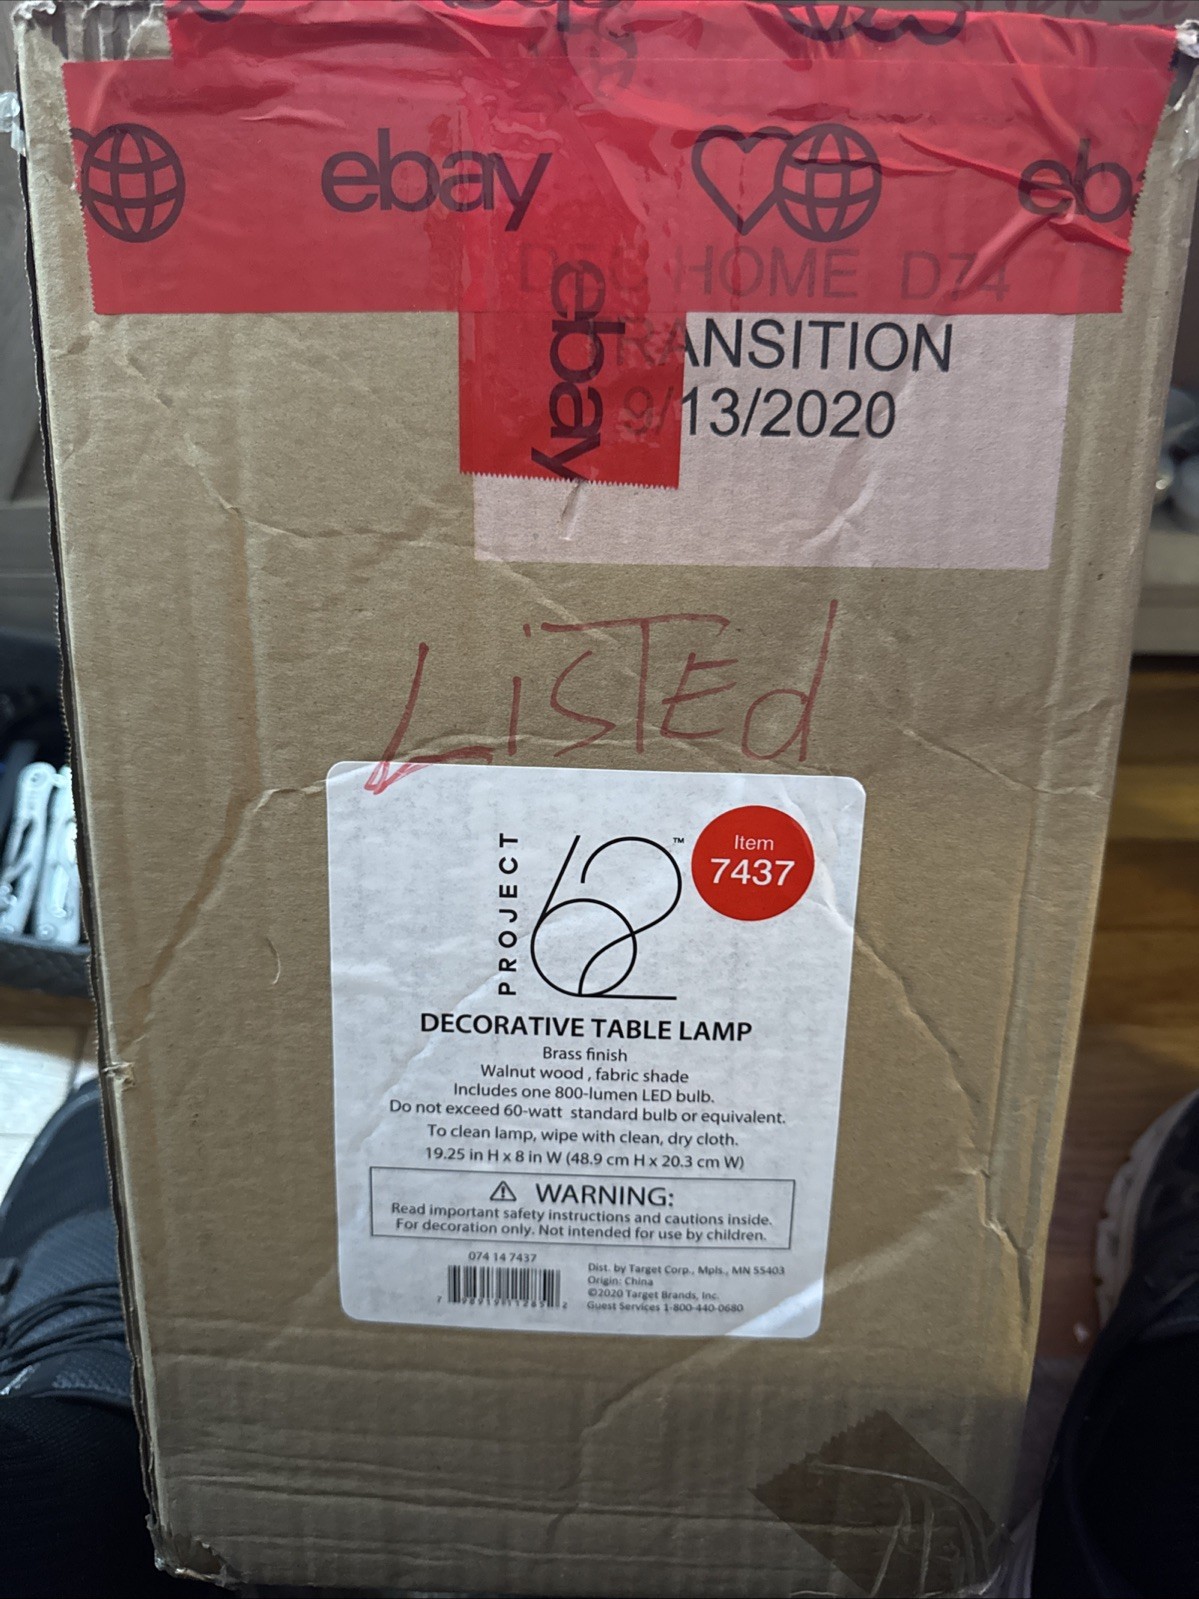 ebay
HOME D74
TRANSITION
9/13/2020
ebay
LiSTEd
PROJECT
62™
Item
7437
DECORATIVE TABLE LAMP
Brass finish
Walnut wood , fabric shade
Includes one 800-lumen LED bulb.
Do not exceed 60-watt standard bulb or equivalent.
To clean lamp, wipe with clean, dry cloth.
19.25 in H x 8 in W (48.9 cm H x 20.3 cm W)
⚠ WARNING:
Read important safety instructions and cautions inside.
For decoration only. Not intended for use by children.
074 14 7437
Dist. by Target Corp., Mpls., MN 55403
Origin: China
©2020 Target Brands, Inc.
Guest Services 1-800-440-0680